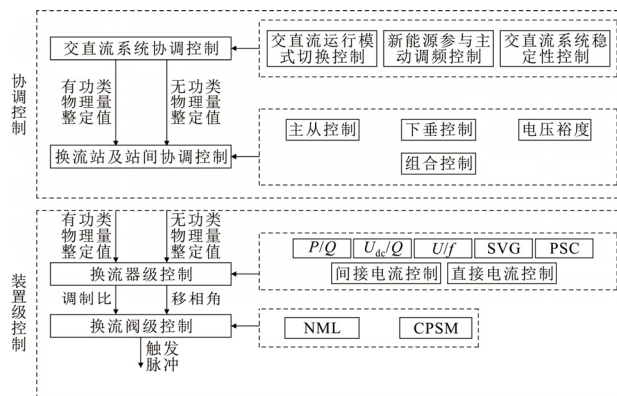 协调控制
交直流系统协调控制
交直流运行模
式切换控制
新能源参与主
动调频控制
交直流系统稳
定性控制
有功类
物理量
整定值
无功类
物理量
整定值
换流站及站间协调控制
主从控制
下垂控制
电压裕度
组合控制
装置级控制
有功类
物理量
整定值
无功类
物理量
整定值
换流器级控制
P/Q
Udc/Q
U/f
SVG
PSC
间接电流控制
直接电流控制
调制比
移相角
换流阀级控制
NML
CPSM
触发
脉冲